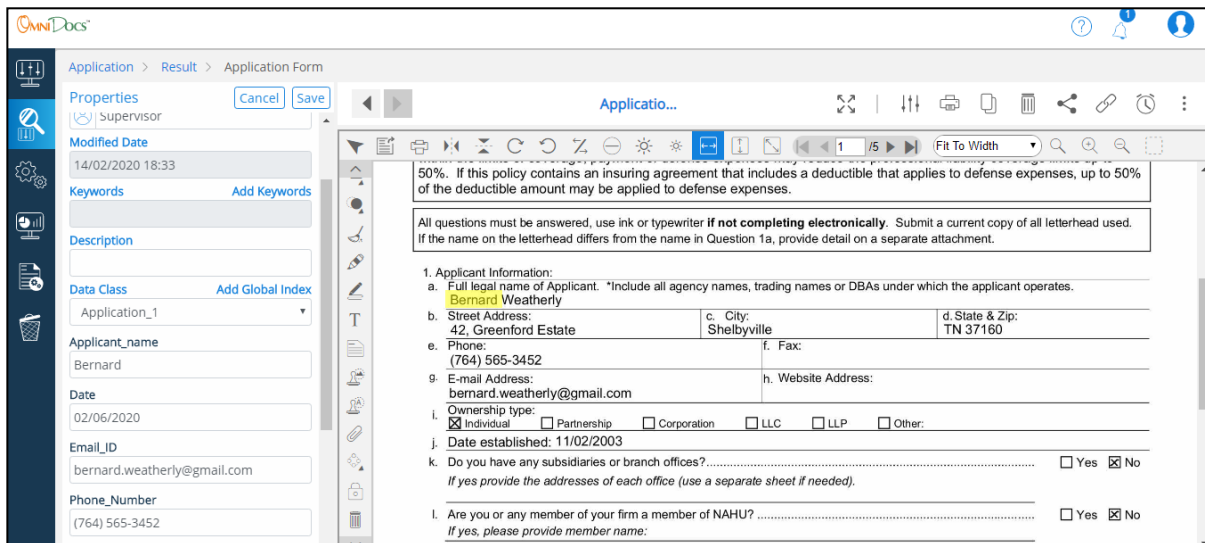 OMNIDOCS™
1
Application > Result > Application Form
Properties
Cancel
Save
Supervisor
Modified Date
14/02/2020 18:33
Keywords
Add Keywords
Description
Data Class
Add Global Index
Application_1
Applicant_name
Bernard
Date
02/06/2020
Email_ID
bernard.weatherly@gmail.com
Phone_Number
(764) 565-3452
Applicatio...
1 /5
Fit To Width
T
50%. If this policy contains an insuring agreement that includes a deductible that applies to defense expenses, up to 50%
of the deductible amount may be applied to defense expenses.
All questions must be answered, use ink or typewriter if not completing electronically. Submit a current copy of all letterhead used.
If the name on the letterhead differs from the name in Question 1a, provide detail on a separate attachment.
1. Applicant Information:
a. Full legal name of Applicant. *Include all agency names, trading names or DBAs under which the applicant operates.
Bernard Weatherly
b. Street Address: c. City: d. State & Zip:
42, Greenford Estate Shelbyville TN 37160
e. Phone: f. Fax:
(764) 565-3452
g. E-mail Address: h. Website Address:
bernard.weatherly@gmail.com
i. Ownership type:
Individual Partnership Corporation LLC LLP Other:
j. Date established: 11/02/2003
k. Do you have any subsidiaries or branch offices?.......... Yes No
If yes provide the addresses of each office (use a separate sheet if needed).
l. Are you or any member of your firm a member of NAHU? .......... Yes No
If yes, please provide member name: